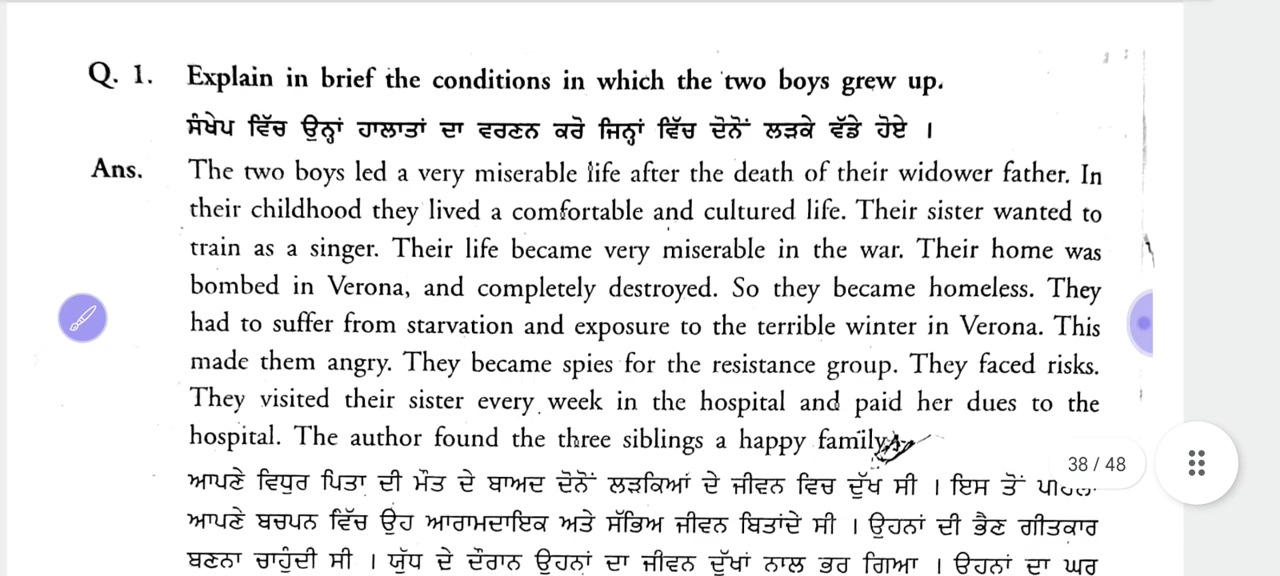 Q. 1. Explain in brief the conditions in which the two boys grew up.
ਸੰਖੇਪ ਵਿੱਚ ਉਨ੍ਹਾਂ ਹਾਲਾਤਾਂ ਦਾ ਵਰਣਨ ਕਰੋ ਜਿਨ੍ਹਾਂ ਵਿੱਚ ਦੋਨੋਂ ਲੜਕੇ ਵੱਡੇ ਹੋਏ ।
Ans. The two boys led a very miserable life after the death of their widower father. In
their childhood they lived a comfortable and cultured life. Their sister wanted to
train as a singer. Their life became very miserable in the war. Their home was
bombed in Verona, and completely destroyed. So they became homeless. They
had to suffer from starvation and exposure to the terrible winter in Verona. This
made them angry. They became spies for the resistance group. They faced risks.
They visited their sister every week in the hospital and paid her dues to the
hospital. The author found the three siblings a happy family.
38 / 48
ਆਪਣੇ ਵਿਧੁਰ ਪਿਤਾ ਦੀ ਮੌਤ ਦੇ ਬਾਅਦ ਦੋਨੋਂ ਲੜਕਿਆਂ ਦੇ ਜੀਵਨ ਵਿਚ ਦੁੱਖ ਸੀ । ਇਸ ਤੋਂ
ਆਪਣੇ ਬਚਪਨ ਵਿੱਚ ਉਹ ਆਰਾਮਦਾਇਕ ਅਤੇ ਸੱਭਿਅ ਜੀਵਨ ਬਿਤਾਂਦੇ ਸੀ । ਉਹਨਾਂ ਦੀ ਭੈਣ ਗੀਤਕਾਰ
ਬਣਨਾ ਚਾਹੁੰਦੀ ਸੀ । ਯੁੱਧ ਦੇ ਦੌਰਾਨ ਉਹਨਾਂ ਦਾ ਜੀਵਨ ਦੁੱਖਾਂ ਨਾਲ ਭਰ ਗਿਆ । ਉਹਨਾਂ ਦਾ ਘਰ